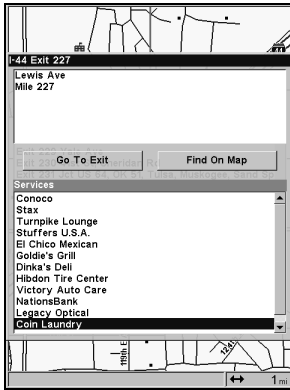 I-44 Exit 227
Lewis Ave
Mile 227
Go To Exit
Find On Map
Services
Conoco
Stax
Turnpike Lounge
Stuffers U.S.A.
El Chico Mexican
Goldie's Grill
Dinka's Deli
Hibdon Tire Center
Victory Auto Care
NationsBank
Legacy Optical
Coin Laundry
119th E
124th
1 mi